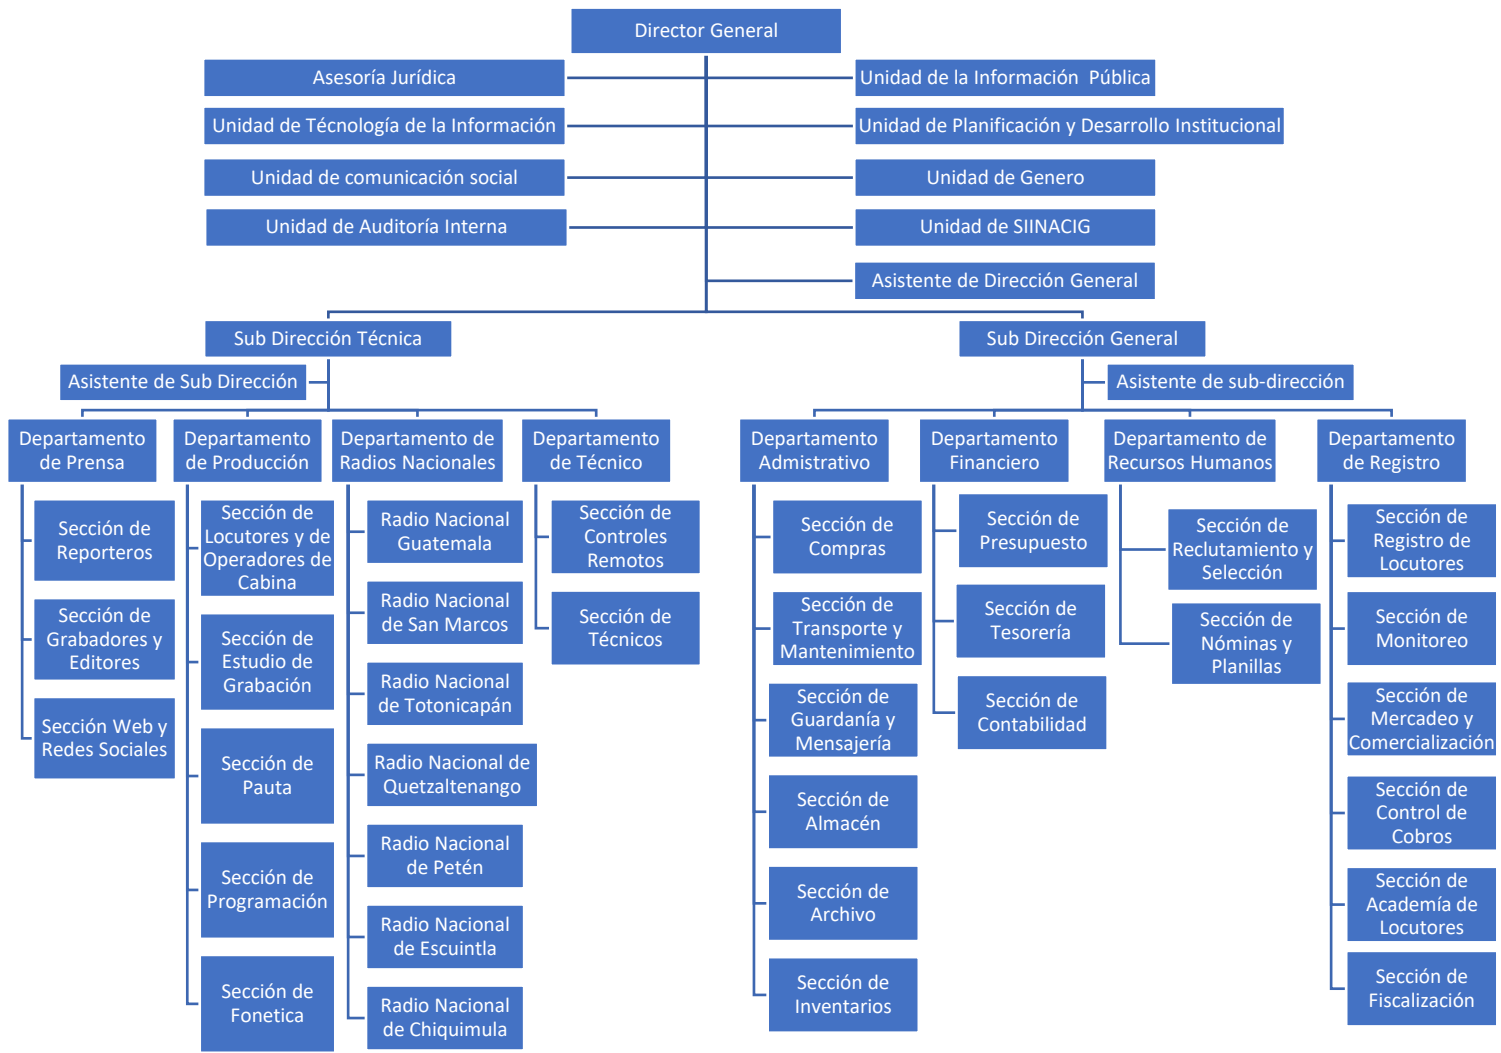 Director General
Asesoría Jurídica
Unidad de la Información  Pública
Unidad de Técnología de la Información
Unidad de Planificación y Desarrollo Institucional
Unidad de comunicación social
Unidad de Genero
Unidad de Auditoría Interna
Unidad de SIINACIG
Asistente de Dirección General
Sub Dirección Técnica
Sub Dirección General
Asistente de Sub Dirección
Asistente de sub-dirección
Departamento
de Prensa
Departamento
de Producción
Departamento de
Radios Nacionales
Departamento
de Técnico
Departamento
Admistrativo
Departamento
Financiero
Departamento de
Recursos Humanos
Departamento
de Registro
Sección de
Reporteros
Sección de
Grabadores y
Editores
Sección Web y
Redes Sociales
Sección de
Locutores y de
Operadores de
Cabina
Sección de
Estudio de
Grabación
Sección de
Pauta
Sección de
Programación
Sección de
Fonetica
Radio Nacional
Guatemala
Radio Nacional
de San Marcos
Radio Nacional
de Totonicapán
Radio Nacional de
Quetzaltenango
Radio Nacional
de Petén
Radio Nacional
de Escuintla
Radio Nacional
de Chiquimula
Sección de
Controles
Remotos
Sección de
Técnicos
Sección de
Compras
Sección de
Transporte y
Mantenimiento
Sección de
Guardanía y
Mensajería
Sección de
Almacén
Sección de
Archivo
Sección de
Inventarios
Sección de
Presupuesto
Sección de
Tesorería
Sección de
Contabilidad
Sección de
Reclutamiento y
Selección
Sección de
Nóminas y
Planillas
Sección de
Registro de
Locutores
Sección de
Monitoreo
Sección de
Mercadeo y
Comercialización
Sección de
Control de
Cobros
Sección de
Academía de
Locutores
Sección de
Fiscalización